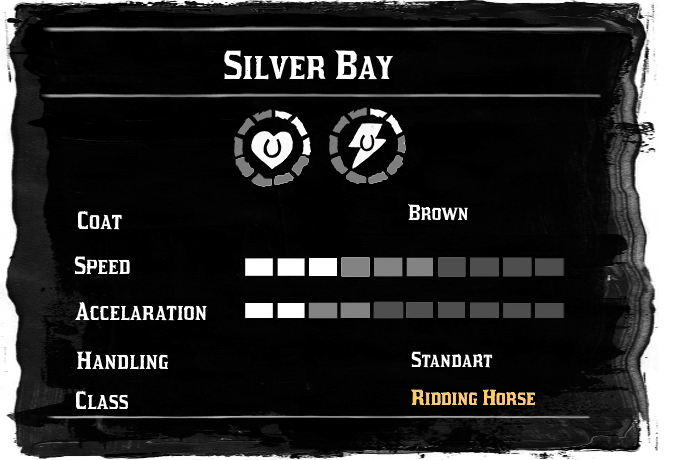 Silver Bay
Coat Brown
Speed
Accelaration
Handling Standart
Class Ridding Horse